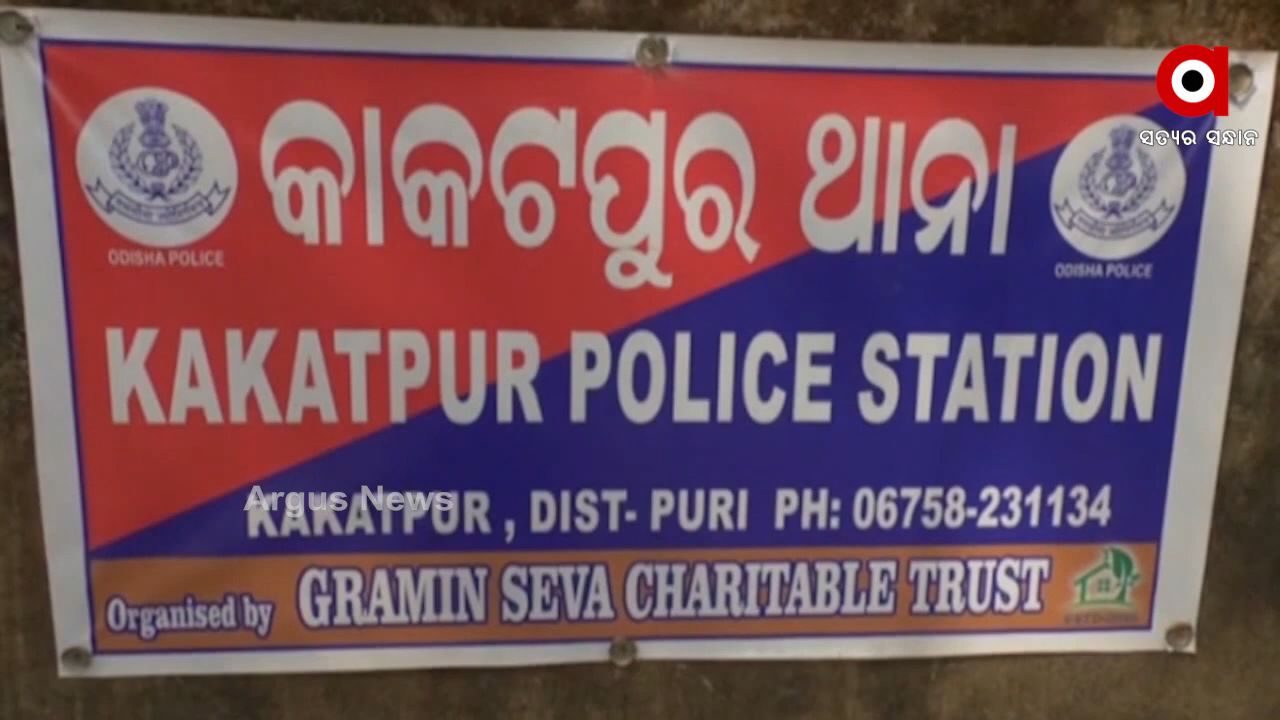 ସତ୍ୟର ସନ୍ଧାନ
କାକଟପୁର ଥାନା
ODISHA POLICE
ODISHA POLICE
KAKATPUR POLICE STATION
Argus News
KAKATPUR , DIST- PURI PH: 06758-231134
Organised by GRAMIN SEVA CHARITABLE TRUST